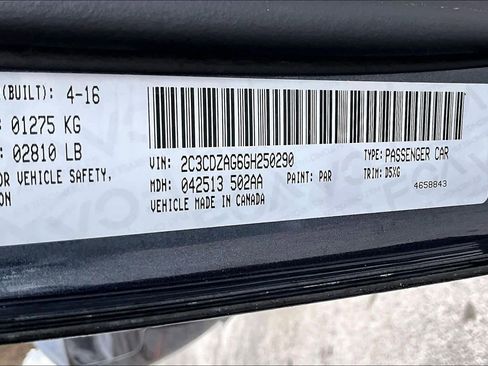 (BUILT): 4-16
01275 KG
02810 LB
OR VEHICLE SAFETY,
ION
VIN: 2C3CDZAG6GH250290
TYPE: PASSENGER CAR
MDH: 042513 502AA PAINT: PAR TRIM: D5XG
VEHICLE MADE IN CANADA
4658843